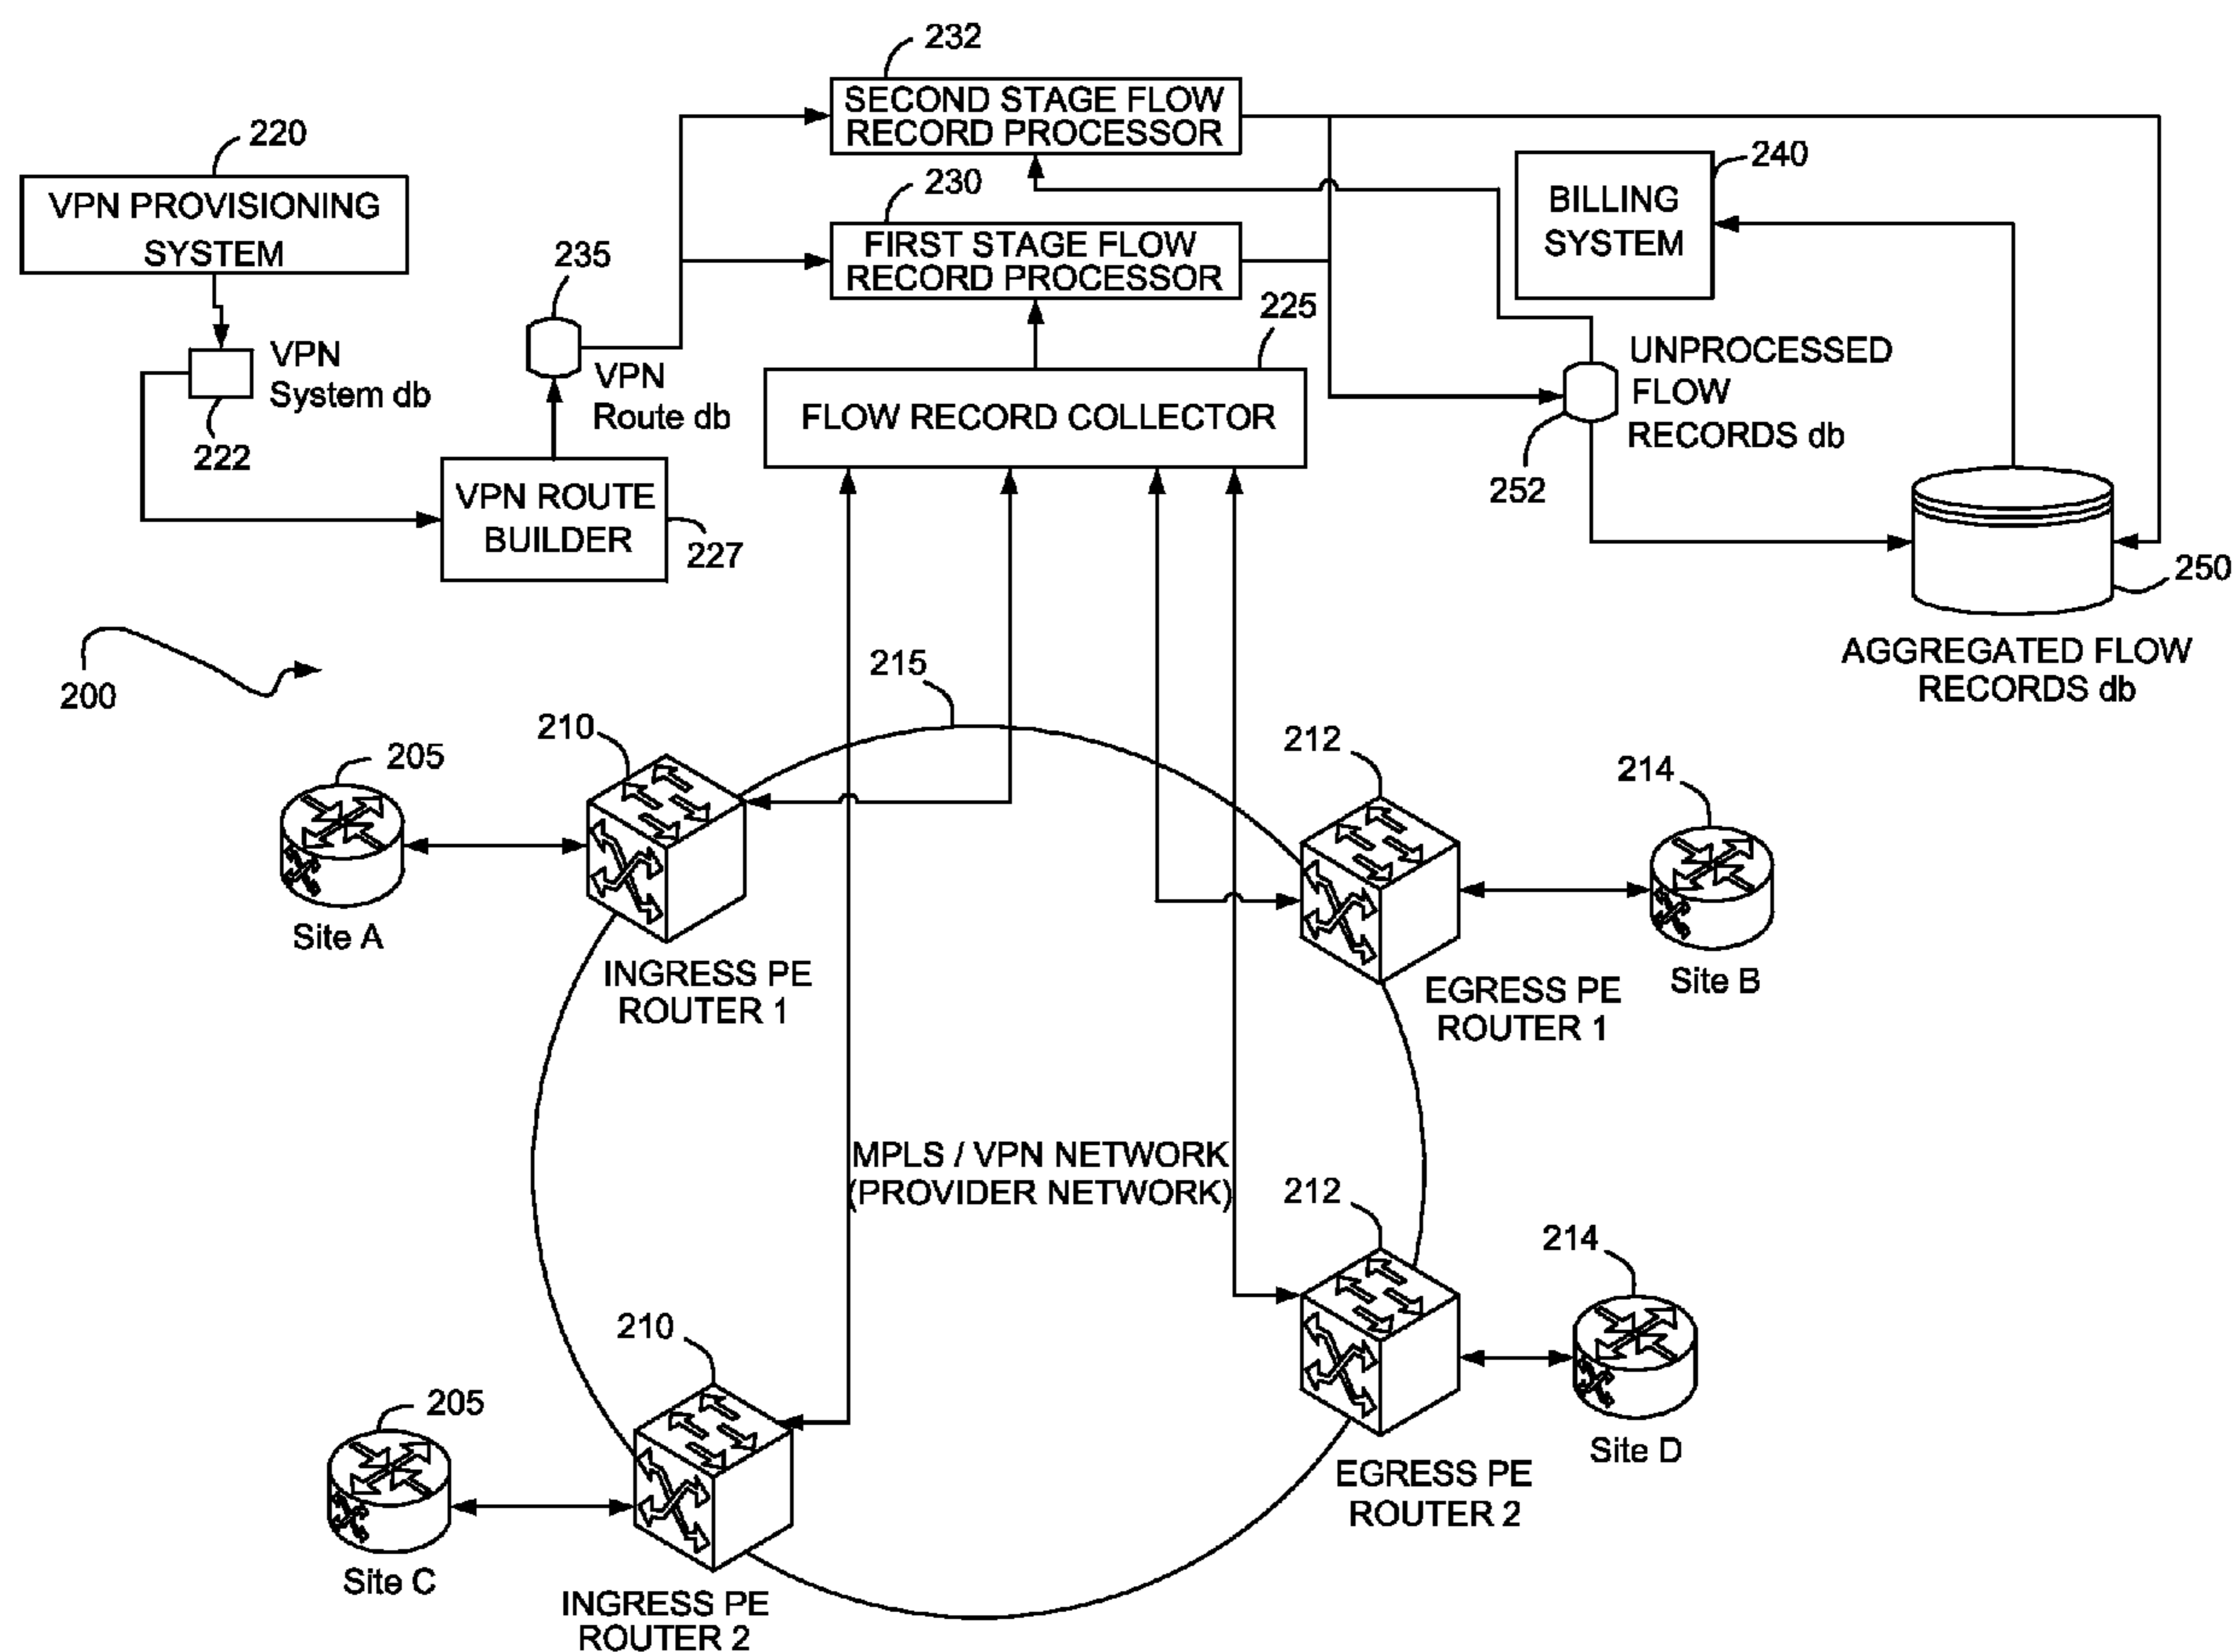 232
SECOND STAGE FLOW
RECORD PROCESSOR
220
VPN PROVISIONING
SYSTEM
230
FIRST STAGE FLOW
RECORD PROCESSOR
240
BILLING
SYSTEM
235
VPN
Route db
225
FLOW RECORD COLLECTOR
VPN
System db
222
UNPROCESSED
FLOW
RECORDS db
252
VPN ROUTE
BUILDER
227
250
AGGREGATED FLOW
RECORDS db
200
215
210
205
Site A
INGRESS PE
ROUTER 1
212
214
Site B
EGRESS PE
ROUTER 1
MPLS / VPN NETWORK
(PROVIDER NETWORK)
212
214
Site D
EGRESS PE
ROUTER 2
210
205
Site C
INGRESS PE
ROUTER 2